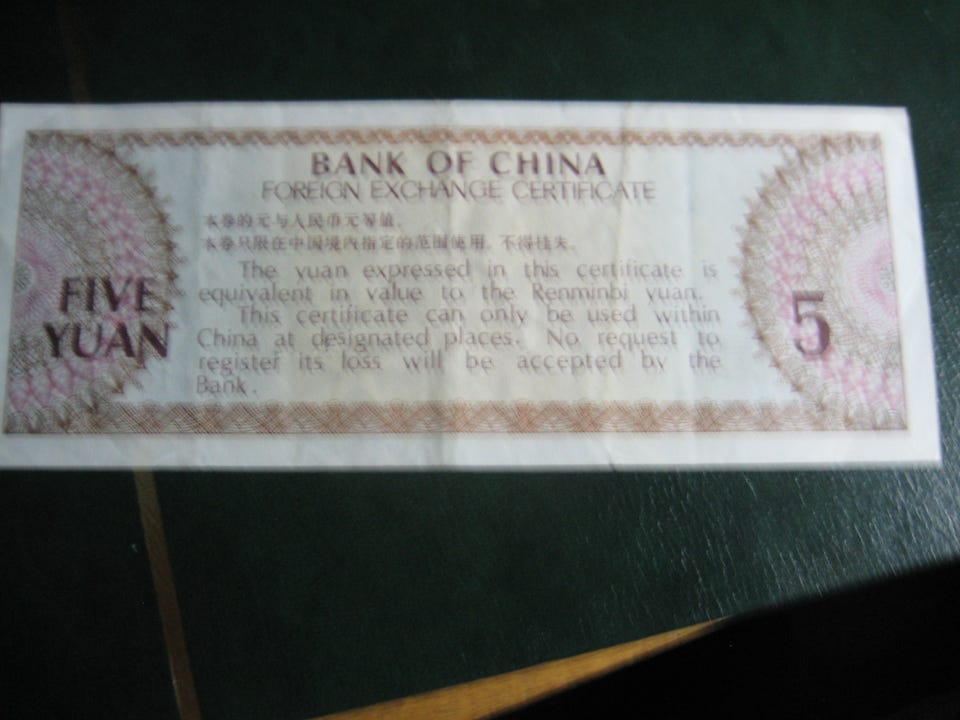 BANK OF CHINA
FOREIGN EXCHANGE CERTIFICATE
本券的元与人民币元等值。
本券只限在中国境内指定的范围使用，不得挂失。
The yuan expressed in this certificate is
equivalent in value to the Renminbi yuan.
This certificate can only be used within
China at designated places. No request to
register its loss will be accepted by the
Bank.
FIVE
YUAN
5